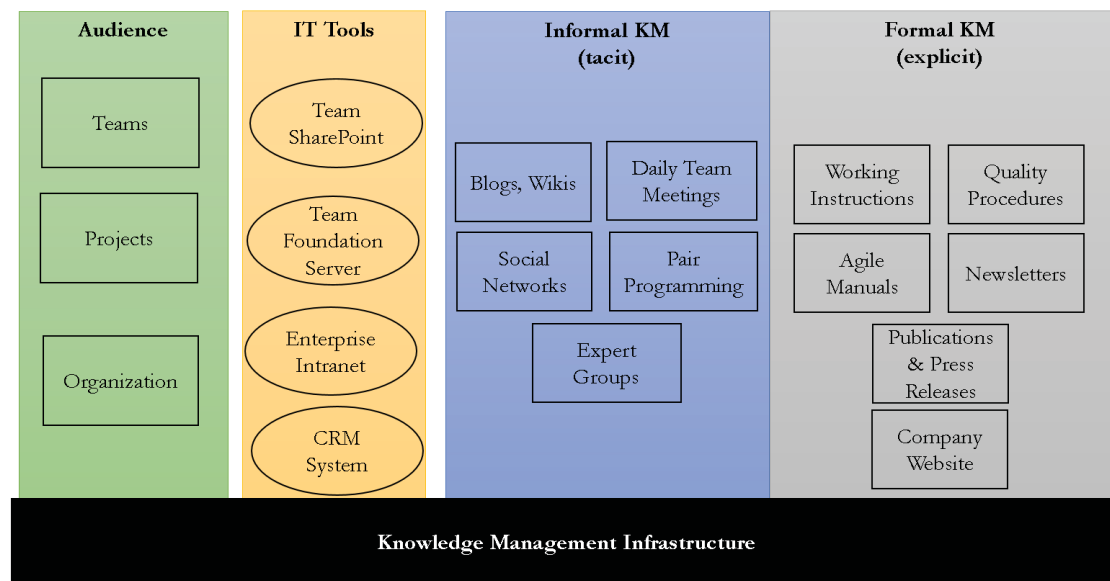 Audience
Teams
Projects
Organization
IT Tools
Team
SharePoint
Team
Foundation
Server
Enterprise
Intranet
CRM
System
Informal KM
(tacit)
Blogs, Wikis
Daily Team
Meetings
Social
Networks
Pair
Programming
Expert
Groups
Formal KM
(explicit)
Working
Instructions
Quality
Procedures
Agile
Manuals
Newsletters
Publications
& Press
Releases
Company
Website
Knowledge Management Infrastructure